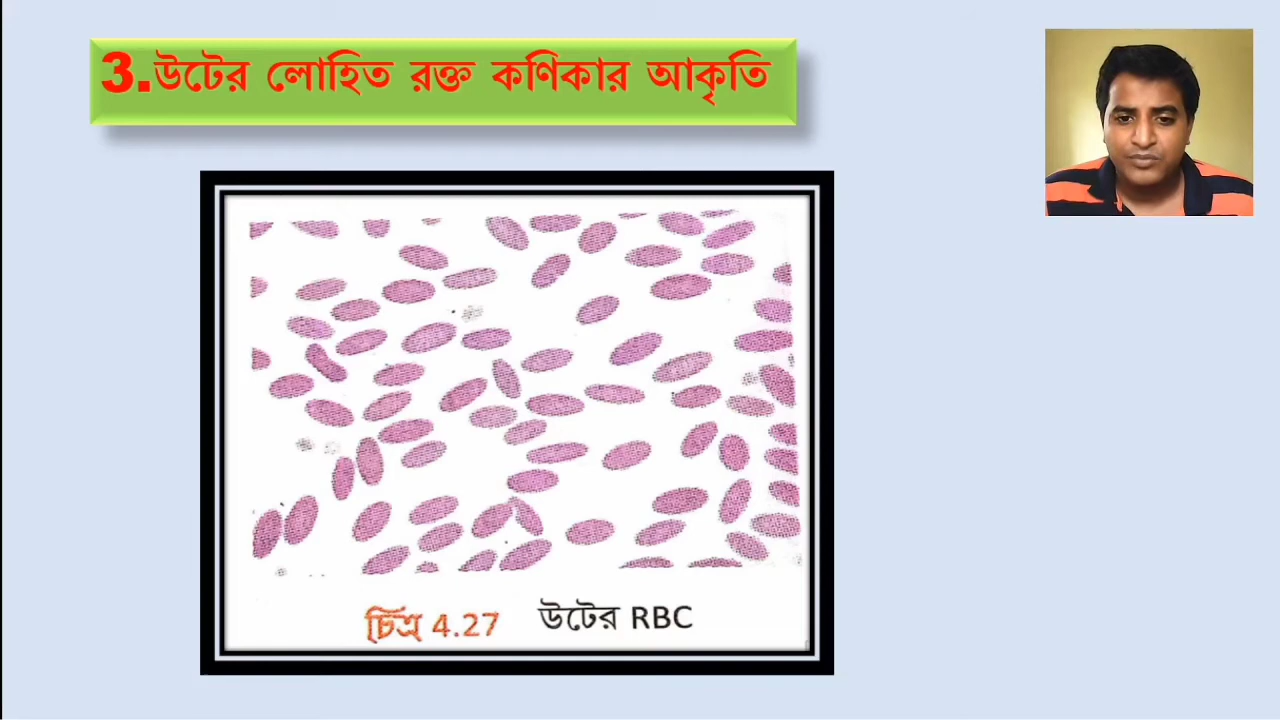 3.উটের লোহিত রক্ত কণিকার আকৃতি
চিত্র 4.27 উটের RBC